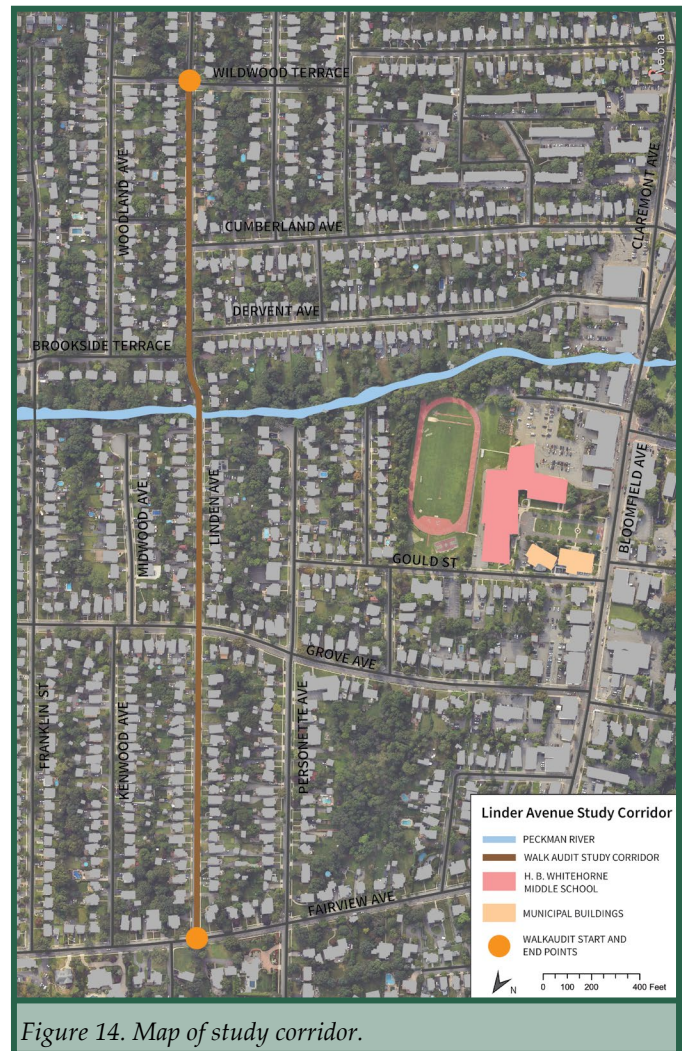 WILDWOOD TERRACE
Verona
WOODLAND AVE
CLAREMONT AVE
CUMBERLAND AVE
DERVENT AVE
BROOKSIDE TERRACE
MIDWOOD AVE
LINDEN AVE
BLOOMFIELD AVE
GOULD ST
GROVE AVE
FRANKLIN ST
KENWOOD AVE
PERSONETTE AVE
FAIRVIEW AVE
Linder Avenue Study Corridor
PECKMAN RIVER
WALK AUDIT STUDY CORRIDOR
H. B. WHITEHORNE
MIDDLE SCHOOL
MUNICIPAL BUILDINGS
WALKAUDIT START AND
END POINTS
N
0 100 200 400 Feet
Figure 14. Map of study corridor.